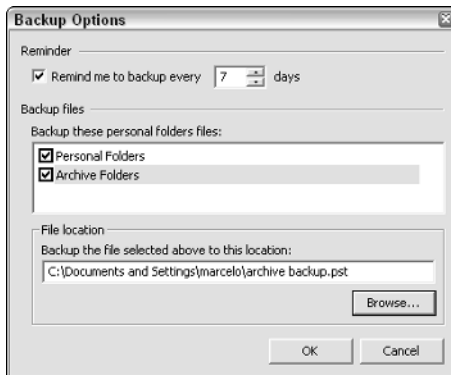 Backup Options
Reminder
Remind me to backup every 7 days
Backup files
Backup these personal folders files:
Personal Folders
Archive Folders
File location
Backup the file selected above to this location:
C:\Documents and Settings\marcelo\archive backup.pst
Browse...
OK Cancel